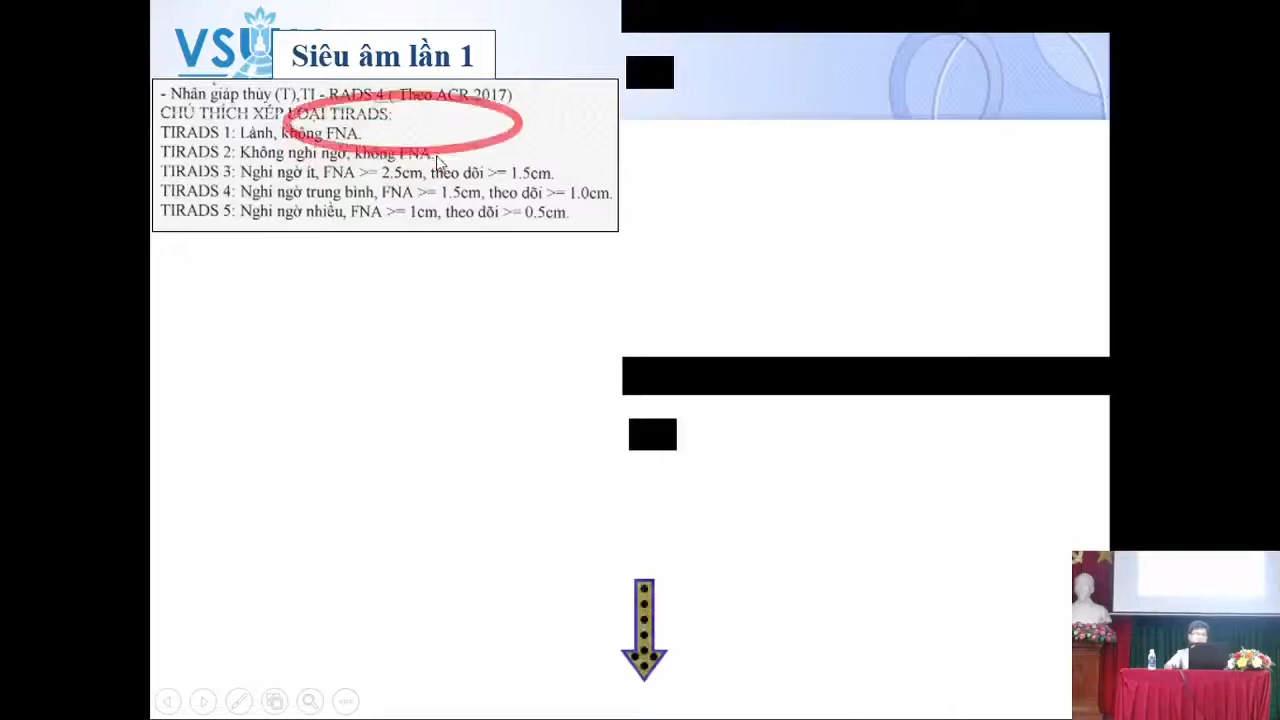 VSU
Siêu âm lần 1
- Nhân giáp thùy (T),TI - RADS 4 ( Theo ACR 2017)
CHÚ THÍCH XẾP LOẠI TIRADS:
TIRADS 1: Lành, không FNA.
TIRADS 2: Không nghi ngờ, không FNA.
TIRADS 3: Nghi ngờ ít, FNA >= 2.5cm, theo dõi >= 1.5cm.
TIRADS 4: Nghi ngờ trung bình, FNA >= 1.5cm, theo dõi >= 1.0cm.
TIRADS 5: Nghi ngờ nhiều, FNA >= 1cm, theo dõi >= 0.5cm.